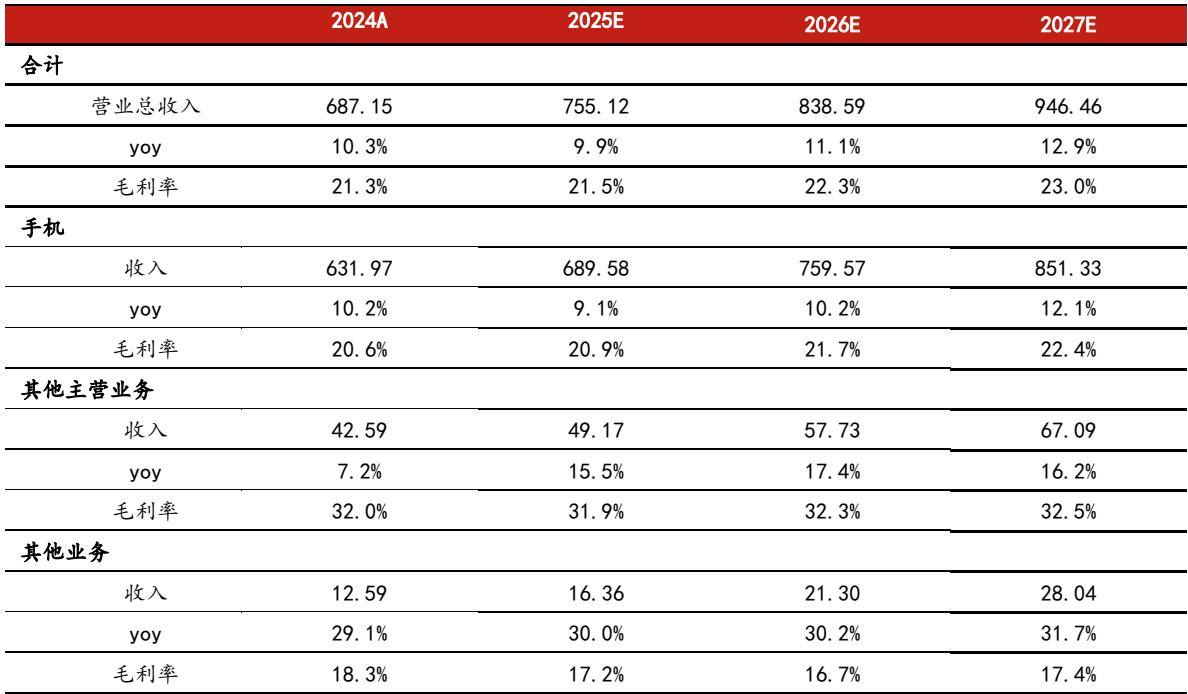 2024A 2025E 2026E 2027E
合计
营业总收入 687.15 755.12 838.59 946.46
yoy 10.3% 9.9% 11.1% 12.9%
毛利率 21.3% 21.5% 22.3% 23.0%
手机
收入 631.97 689.58 759.57 851.33
yoy 10.2% 9.1% 10.2% 12.1%
毛利率 20.6% 20.9% 21.7% 22.4%
其他主营业务
收入 42.59 49.17 57.73 67.09
yoy 7.2% 15.5% 17.4% 16.2%
毛利率 32.0% 31.9% 32.3% 32.5%
其他业务
收入 12.59 16.36 21.30 28.04
yoy 29.1% 30.0% 30.2% 31.7%
毛利率 18.3% 17.2% 16.7% 17.4%